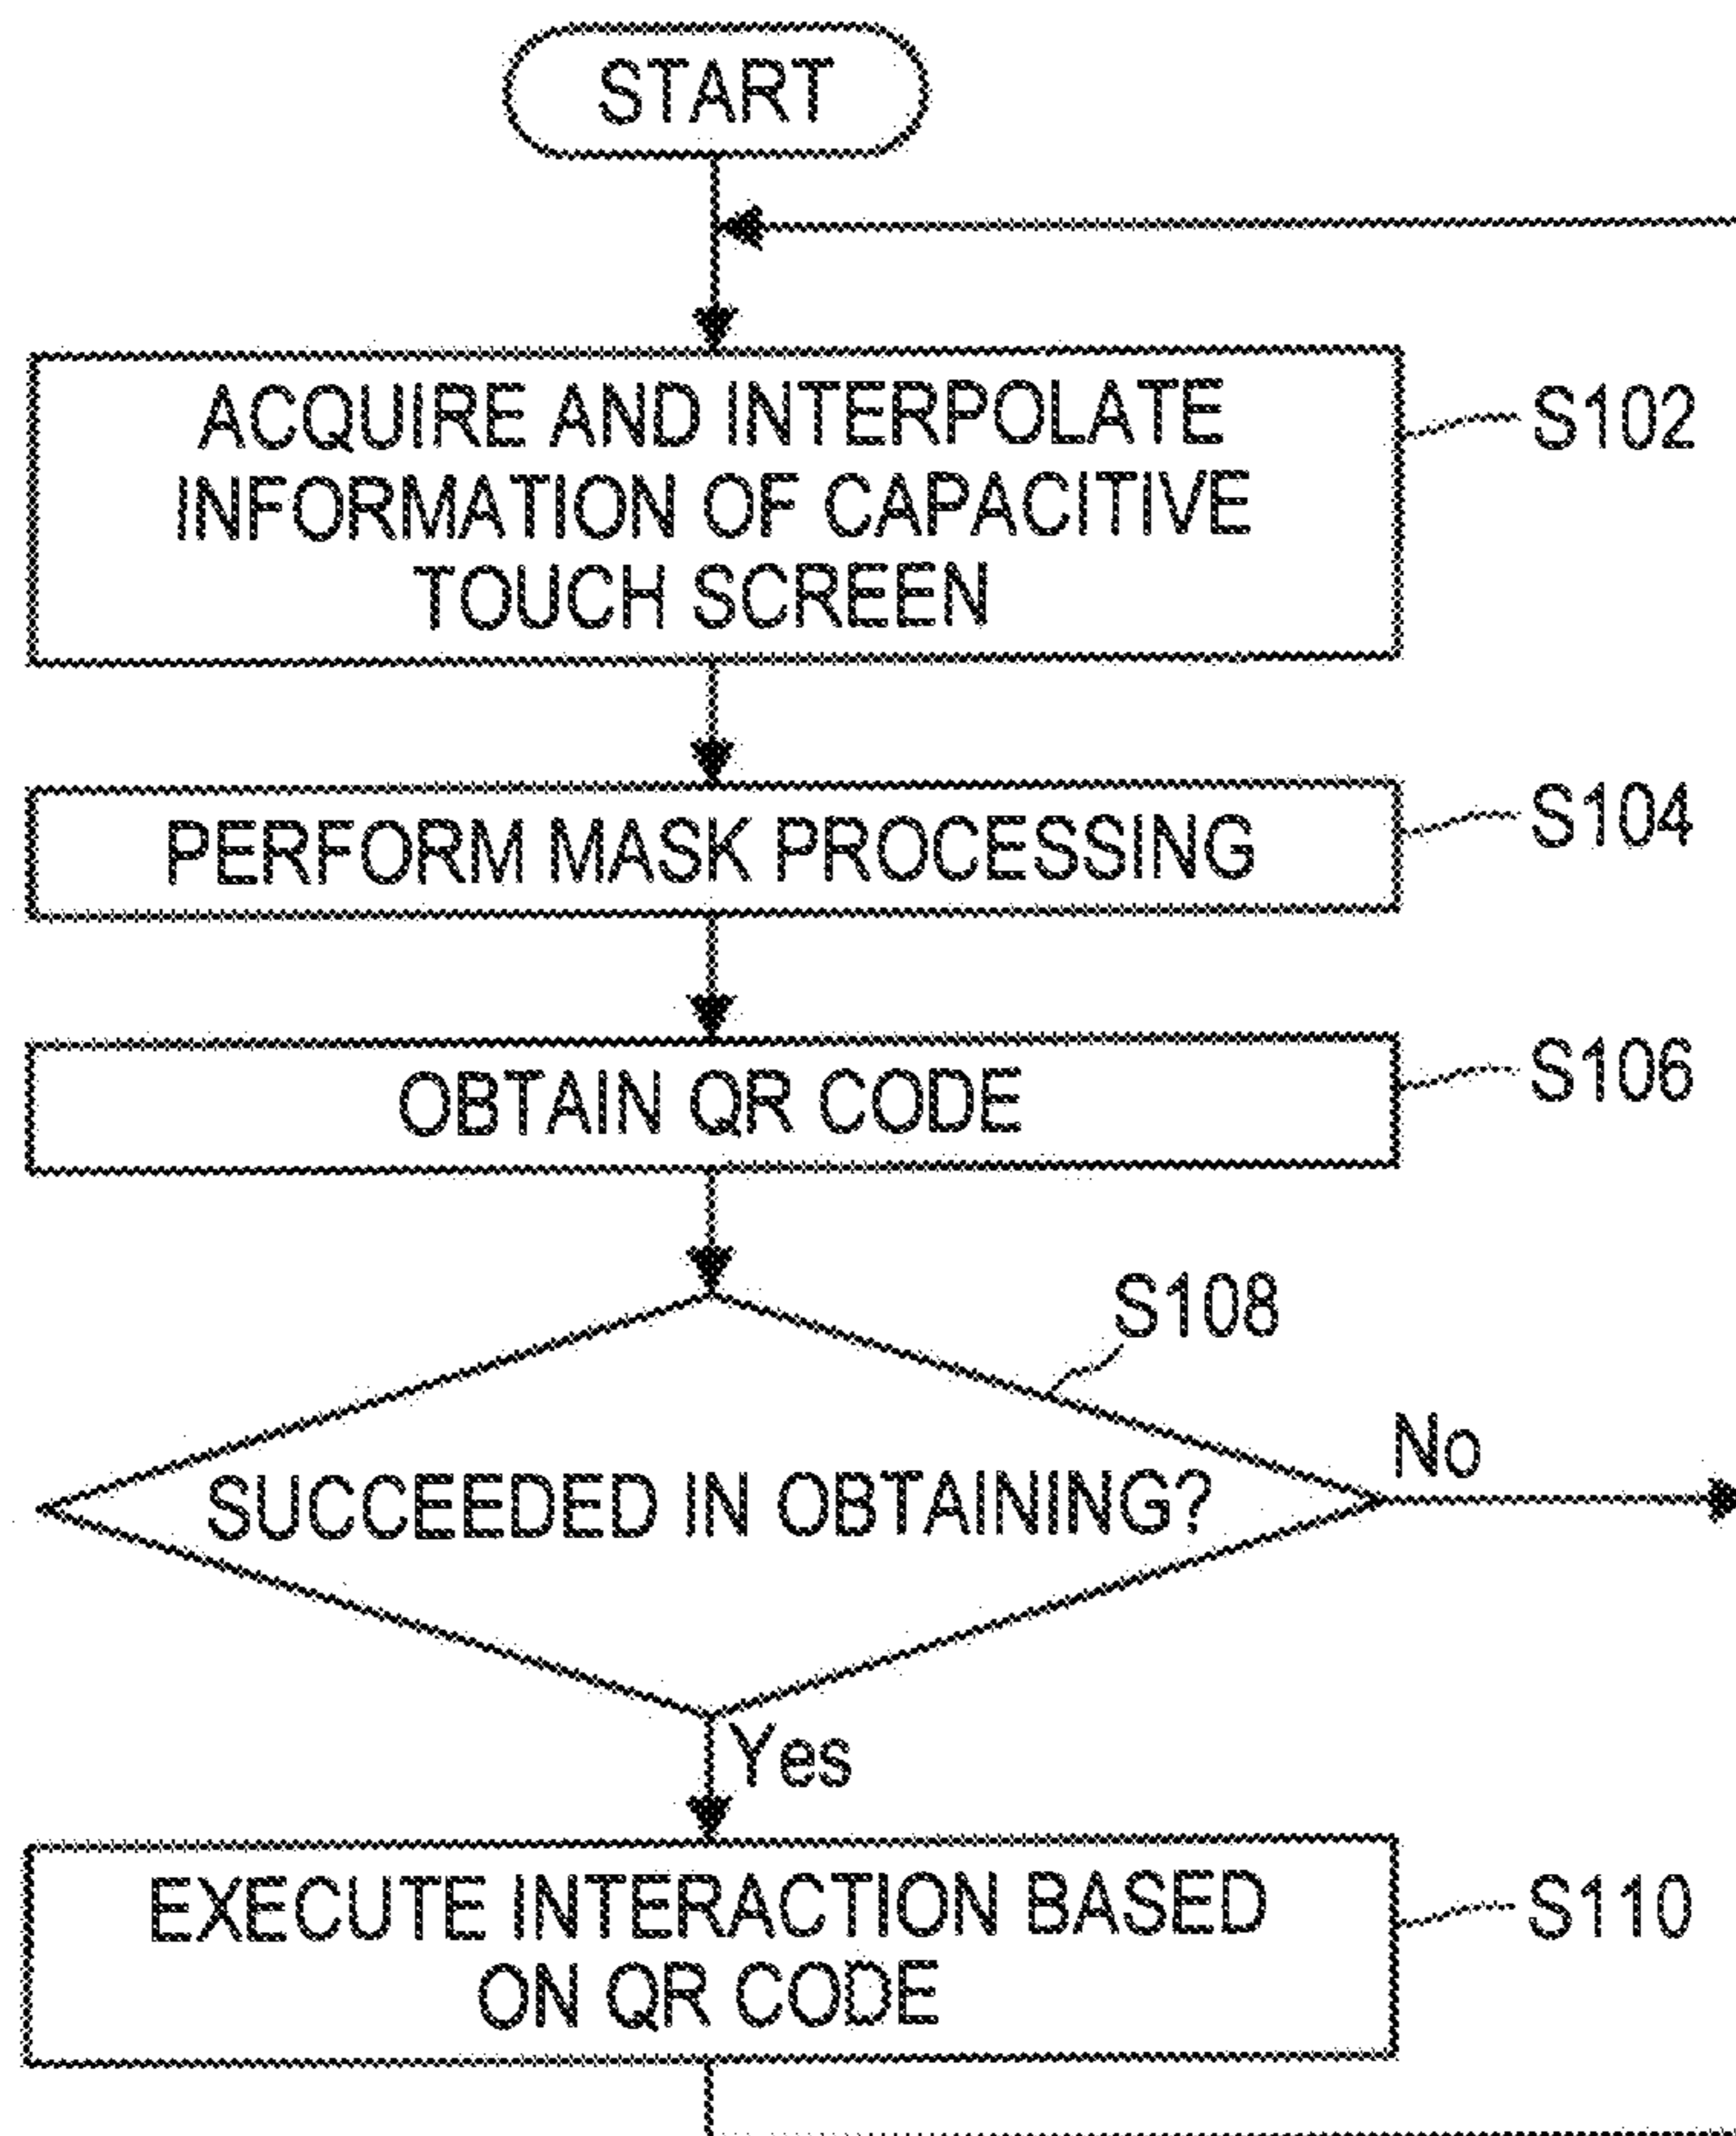 START
ACQUIRE AND INTERPOLATE
INFORMATION OF CAPACITIVE
TOUCH SCREEN
S102
PERFORM MASK PROCESSING
S104
OBTAIN QR CODE
S106
S108
SUCCEEDED IN OBTAINING?
No
Yes
EXECUTE INTERACTION BASED
ON QR CODE
S110